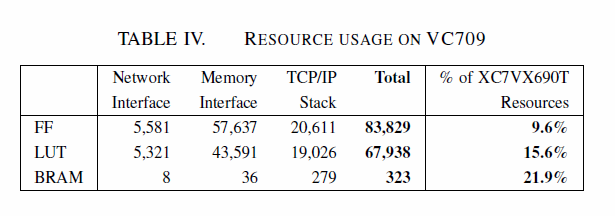 TABLE IV. RESOURCE USAGE ON VC709
Network Memory TCP/IP Total % of XC7VX690T
Interface Interface Stack Resources
FF 5,581 57,637 20,611 83,829 9.6%
LUT 5,321 43,591 19,026 67,938 15.6%
BRAM 8 36 279 323 21.9%